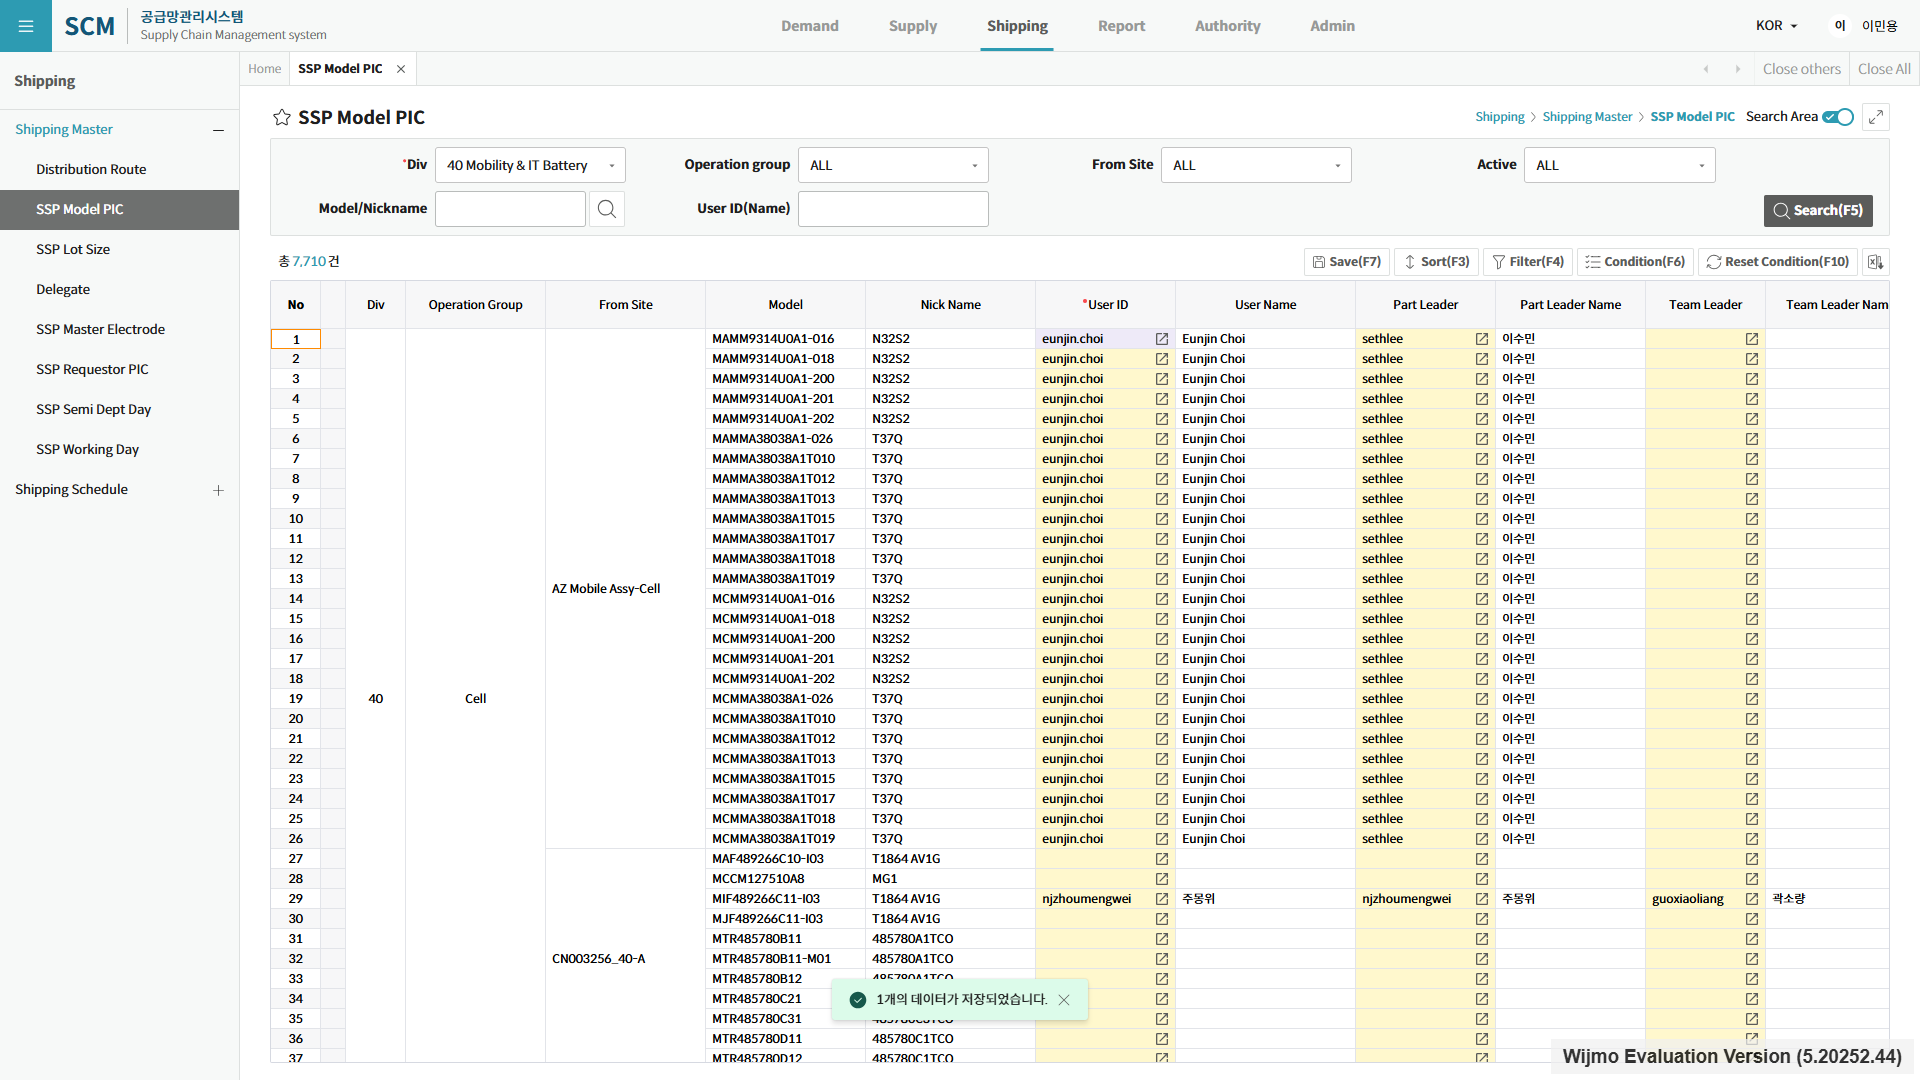 SCM 공급망관리시스템
Supply Chain Management system
Demand Supply Shipping Report Authority Admin
KOR 이 이민용
Shipping
Home SSP Model PIC Close others Close All
Shipping Master
Distribution Route
SSP Model PIC
SSP Lot Size
Delegate
SSP Master Electrode
SSP Requestor PIC
SSP Semi Dept Day
SSP Working Day
Shipping Schedule
SSP Model PIC
Shipping > Shipping Master > SSP Model PIC Search Area
*Div 40 Mobility & IT Battery Operation group ALL From Site ALL Active ALL
Model/Nickname User ID(Name) Search(F5)
총 7,710 건 Save(F7) Sort(F3) Filter(F4) Condition(F6) Reset Condition(F10)
No Div Operation Group From Site Model Nick Name *User ID User Name Part Leader Part Leader Name Team Leader Team Leader Nam
1 MAMM9314U0A1-016 N32S2 eunjin.choi Eunjin Choi sethlee 이수민
2 MAMM9314U0A1-018 N32S2 eunjin.choi Eunjin Choi sethlee 이수민
3 MAMM9314U0A1-200 N32S2 eunjin.choi Eunjin Choi sethlee 이수민
4 MAMM9314U0A1-201 N32S2 eunjin.choi Eunjin Choi sethlee 이수민
5 MAMM9314U0A1-202 N32S2 eunjin.choi Eunjin Choi sethlee 이수민
6 MAMMA38038A1-026 T37Q eunjin.choi Eunjin Choi sethlee 이수민
7 MAMMA38038A1T010 T37Q eunjin.choi Eunjin Choi sethlee 이수민
8 MAMMA38038A1T012 T37Q eunjin.choi Eunjin Choi sethlee 이수민
9 MAMMA38038A1T013 T37Q eunjin.choi Eunjin Choi sethlee 이수민
10 MAMMA38038A1T015 T37Q eunjin.choi Eunjin Choi sethlee 이수민
11 MAMMA38038A1T017 T37Q eunjin.choi Eunjin Choi sethlee 이수민
12 MAMMA38038A1T018 T37Q eunjin.choi Eunjin Choi sethlee 이수민
13 MAMMA38038A1T019 T37Q eunjin.choi Eunjin Choi sethlee 이수민
AZ Mobile Assy-Cell
14 MCMM9314U0A1-016 N32S2 eunjin.choi Eunjin Choi sethlee 이수민
15 MCMM9314U0A1-018 N32S2 eunjin.choi Eunjin Choi sethlee 이수민
16 MCMM9314U0A1-200 N32S2 eunjin.choi Eunjin Choi sethlee 이수민
17 MCMM9314U0A1-201 N32S2 eunjin.choi Eunjin Choi sethlee 이수민
18 MCMM9314U0A1-202 N32S2 eunjin.choi Eunjin Choi sethlee 이수민
19 40 Cell MCMMA38038A1-026 T37Q eunjin.choi Eunjin Choi sethlee 이수민
20 MCMMA38038A1T010 T37Q eunjin.choi Eunjin Choi sethlee 이수민
21 MCMMA38038A1T012 T37Q eunjin.choi Eunjin Choi sethlee 이수민
22 MCMMA38038A1T013 T37Q eunjin.choi Eunjin Choi sethlee 이수민
23 MCMMA38038A1T015 T37Q eunjin.choi Eunjin Choi sethlee 이수민
24 MCMMA38038A1T017 T37Q eunjin.choi Eunjin Choi sethlee 이수민
25 MCMMA38038A1T018 T37Q eunjin.choi Eunjin Choi sethlee 이수민
26 MCMMA38038A1T019 T37Q eunjin.choi Eunjin Choi sethlee 이수민
27 MAF489266C10-I03 T1864 AV1G
28 MCCM127510A8 MG1
29 MIF489266C11-I03 T1864 AV1G njzhoumengwei 주몽위 njzhoumengwei 주몽위 guoxiaoliang 곽소량
30 MJF489266C11-I03 T1864 AV1G
31 MTR485780B11 485780A1TCO
32 CN003256_40-A MTR485780B11-M01 485780A1TCO
33 MTR485780B12 485780A1TCO
34 MTR485780C21
35 MTR485780C31
36 MTR485780D11 485780C1TCO
37 MTR485780D12 485780C1TCO
1개의 데이터가 저장되었습니다.
Wijmo Evaluation Version (5.20252.44)